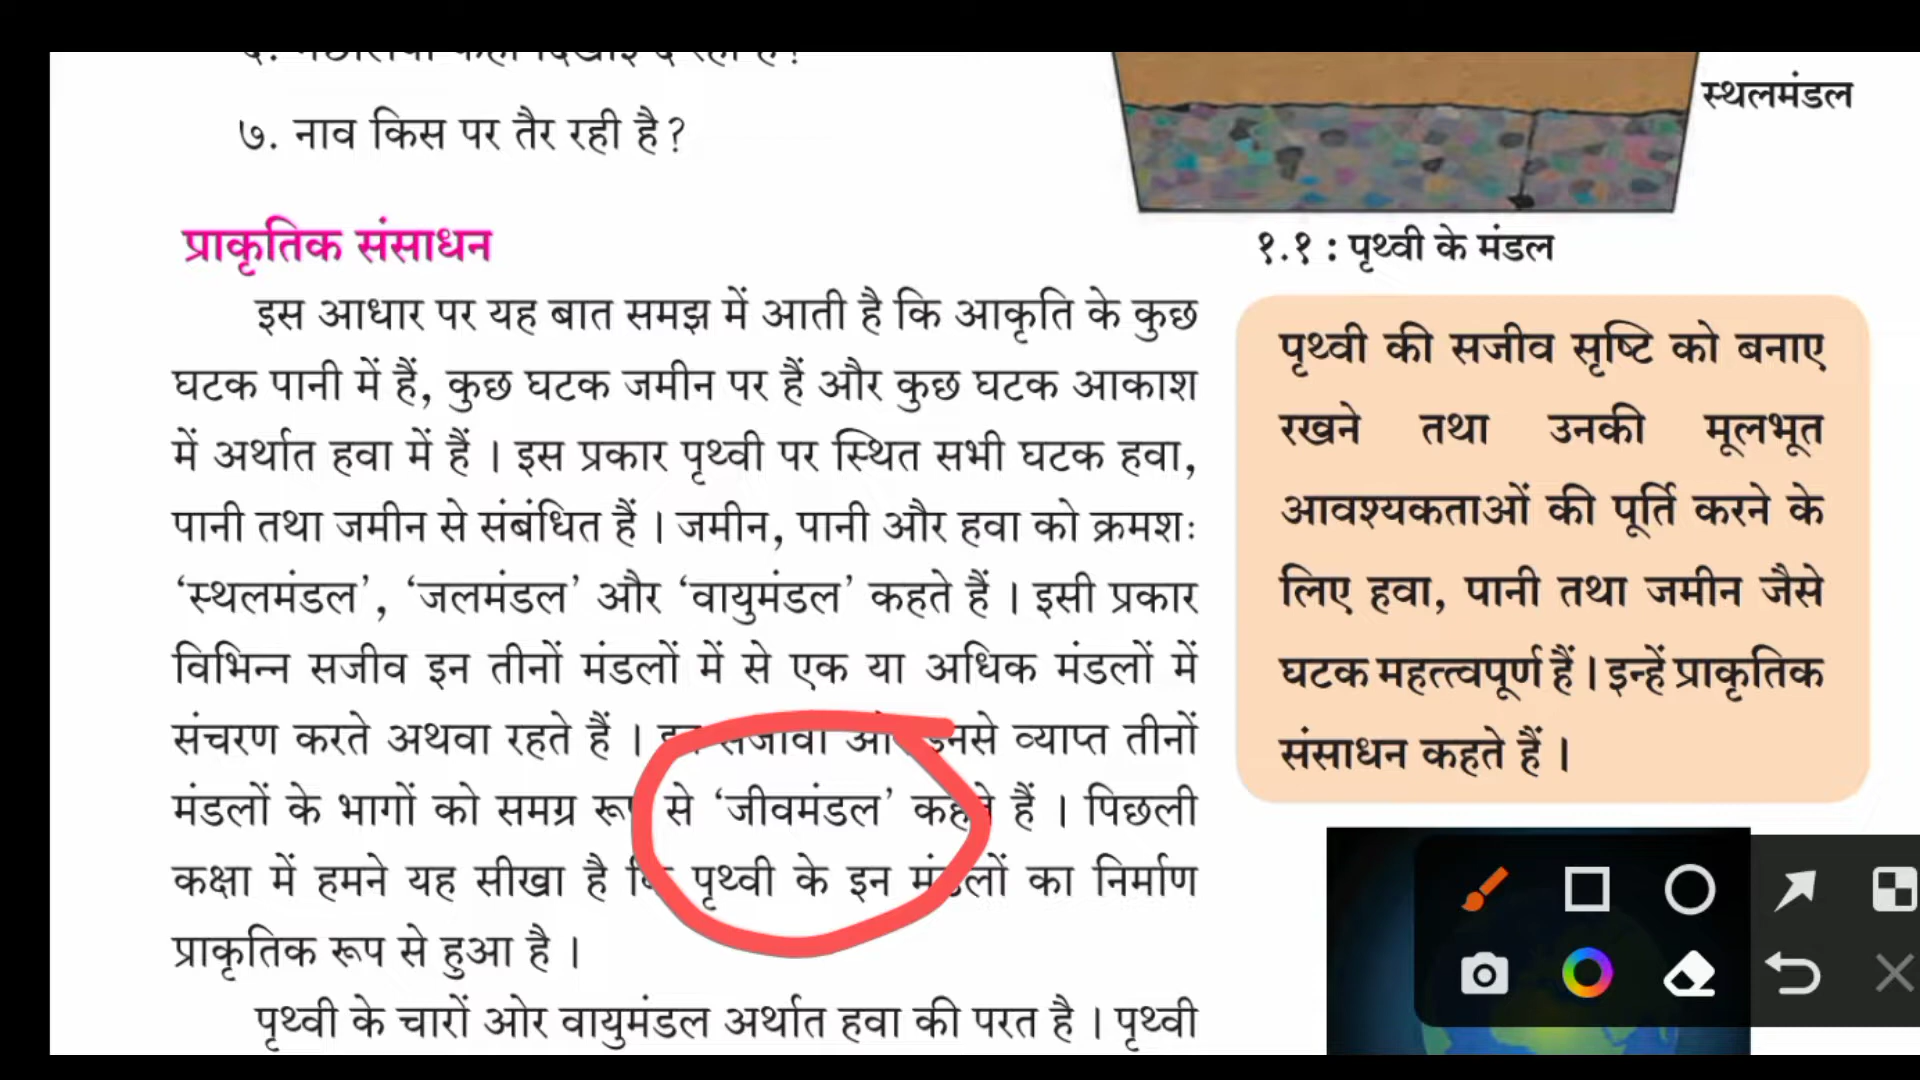 ७. नाव किस पर तैर रही है ?
स्थलमंडल
प्राकृतिक संसाधन
१.१ : पृथ्वी के मंडल
इस आधार पर यह बात समझ में आती है कि आकृति के कुछ
घटक पानी में हैं, कुछ घटक जमीन पर हैं और कुछ घटक आकाश
में अर्थात हवा में हैं । इस प्रकार पृथ्वी पर स्थित सभी घटक हवा,
पानी तथा जमीन से संबंधित हैं । जमीन, पानी और हवा को क्रमशः
‘स्थलमंडल’, ‘जलमंडल’ और ‘वायुमंडल’ कहते हैं । इसी प्रकार
विभिन्न सजीव इन तीनों मंडलों में से एक या अधिक मंडलों में
संचरण करते अथवा रहते हैं । व्याप्त तीनों
मंडलों के भागों को समग्र रूप से ‘जीवमंडल’ कहते हैं । पिछली
कक्षा में हमने यह सीखा है कि पृथ्वी के इन मंडलों का निर्माण
प्राकृतिक रूप से हुआ है ।
पृथ्वी के चारों ओर वायुमंडल अर्थात हवा की परत है । पृथ्वी
पृथ्वी की सजीव सृष्टि को बनाए
रखने तथा उनकी मूलभूत
आवश्यकताओं की पूर्ति करने के
लिए हवा, पानी तथा जमीन जैसे
घटक महत्त्वपूर्ण हैं । इन्हें प्राकृतिक
संसाधन कहते हैं ।